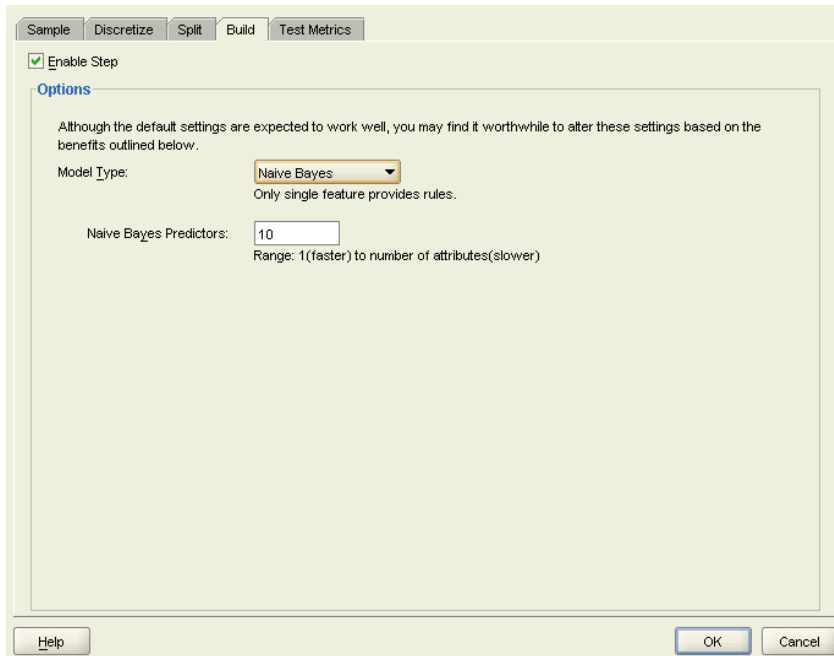 Sample Discretize Split Build Test Metrics
Enable Step
Options
Although the default settings are expected to work well, you may find it worthwhile to alter these settings based on the
benefits outlined below.
Model Type: Naive Bayes
Only single feature provides rules.
Naive Bayes Predictors: 10
Range: 1(faster) to number of attributes(slower)
Help OK Cancel